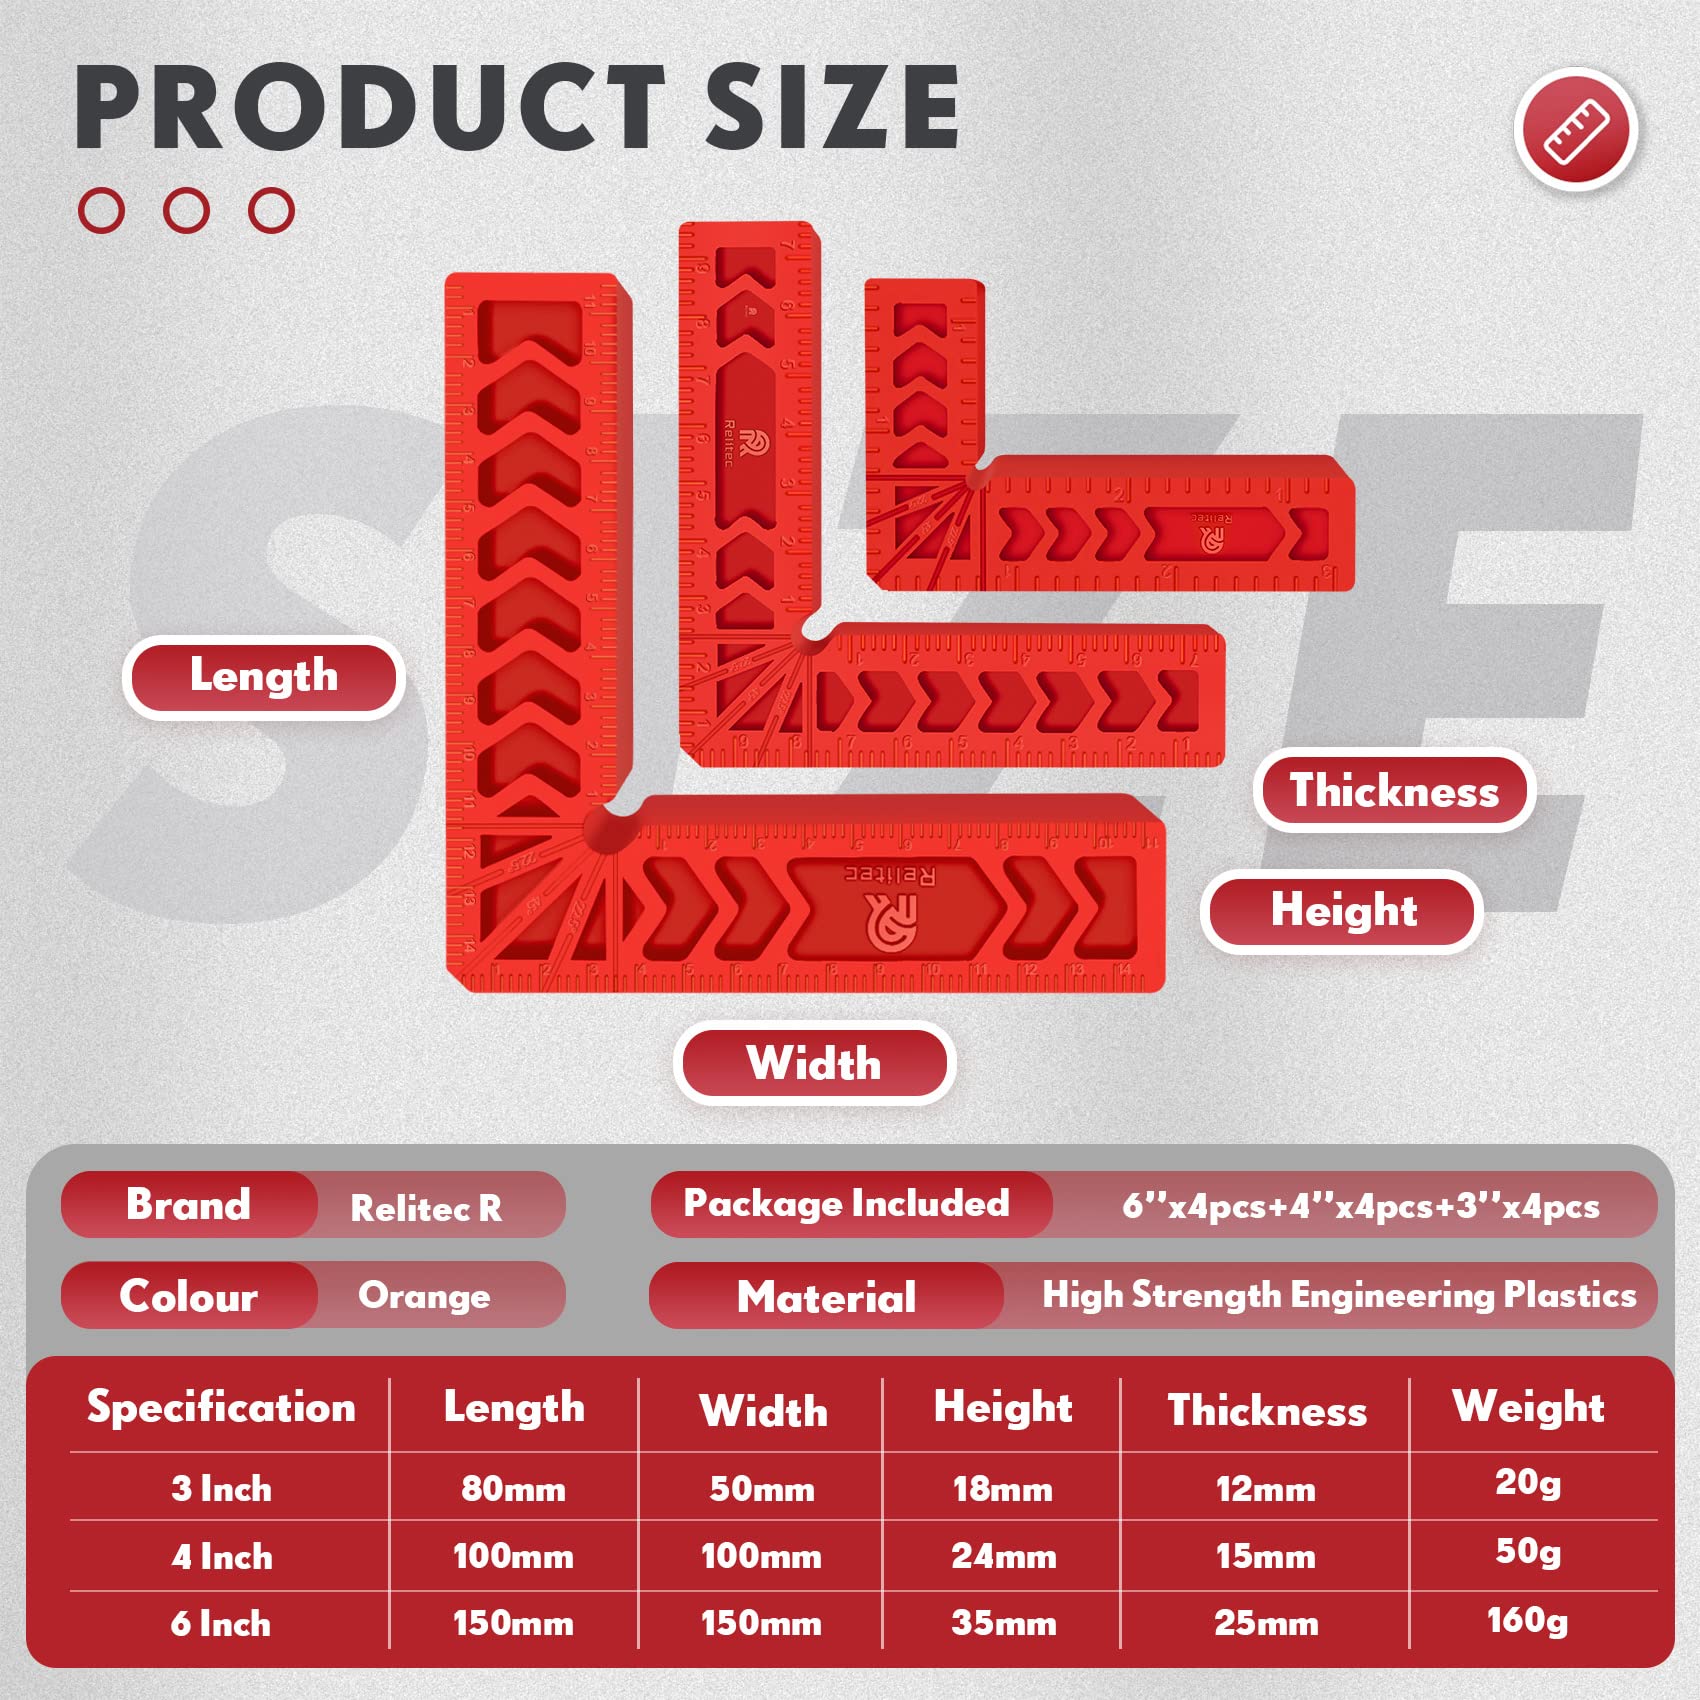 PRODUCT SIZE
SIZE
Relitec
Relitec
Relitec
Length
Thickness
Height
Width
Brand Relitec R
Package Included 6’’x4pcs+4’’x4pcs+3’’x4pcs
Colour Orange
Material High Strength Engineering Plastics
Specification Length Width Height Thickness Weight
3 Inch 80mm 50mm 18mm 12mm 20g
4 Inch 100mm 100mm 24mm 15mm 50g
6 Inch 150mm 150mm 35mm 25mm 160g